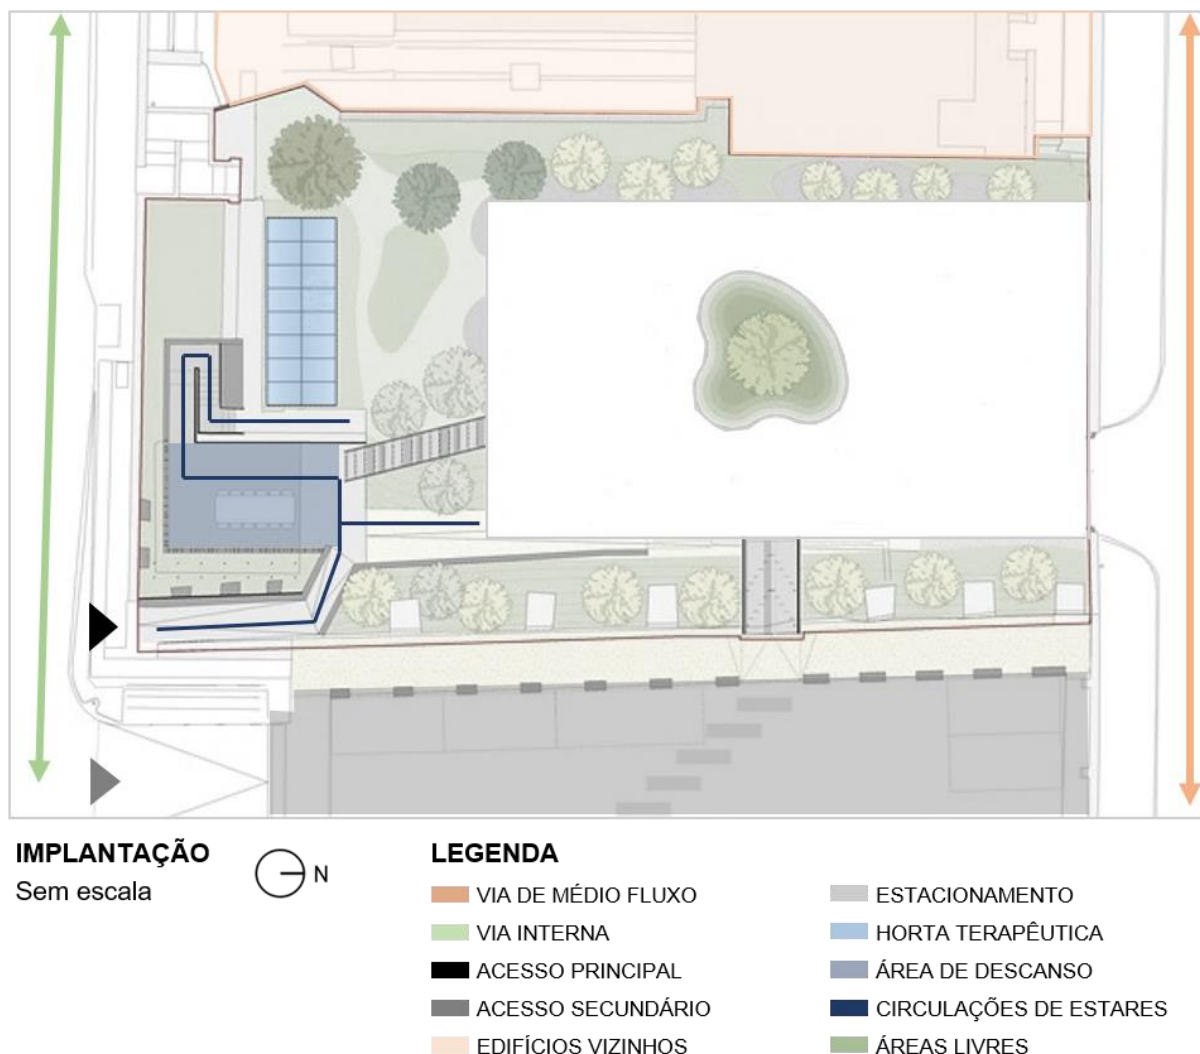 IMPLANTAÇÃO
Sem escala
N
LEGENDA
VIA DE MÉDIO FLUXO
VIA INTERNA
ACESSO PRINCIPAL
ACESSO SECUNDÁRIO
EDIFÍCIOS VIZINHOS
ESTACIONAMENTO
HORTA TERAPÊUTICA
ÁREA DE DESCANSO
CIRCULAÇÕES DE ESTARES
ÁREAS LIVRES